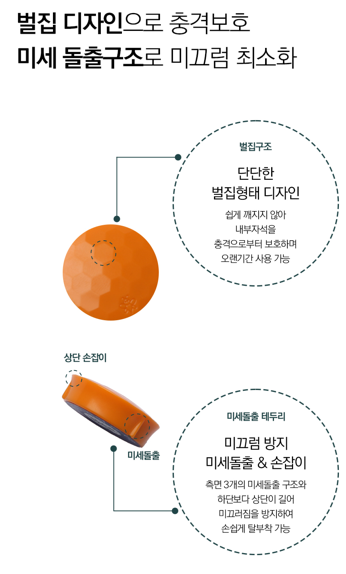 벌집 디자인으로 충격보호
미세 돌출구조로 미끄럼 최소화
벌집구조
단단한
벌집형태 디자인
쉽게 깨지지 않아
내부자석을
충격으로부터 보호하며
오랜기간 사용 가능
상단 손잡이
미세돌출
미세돌출 테두리
미끄럼 방지
미세돌출 & 손잡이
측면 3개의 미세돌출 구조와
하단보다 상단이 길어
미끄러짐을 방지하여
손쉽게 탈부착 가능